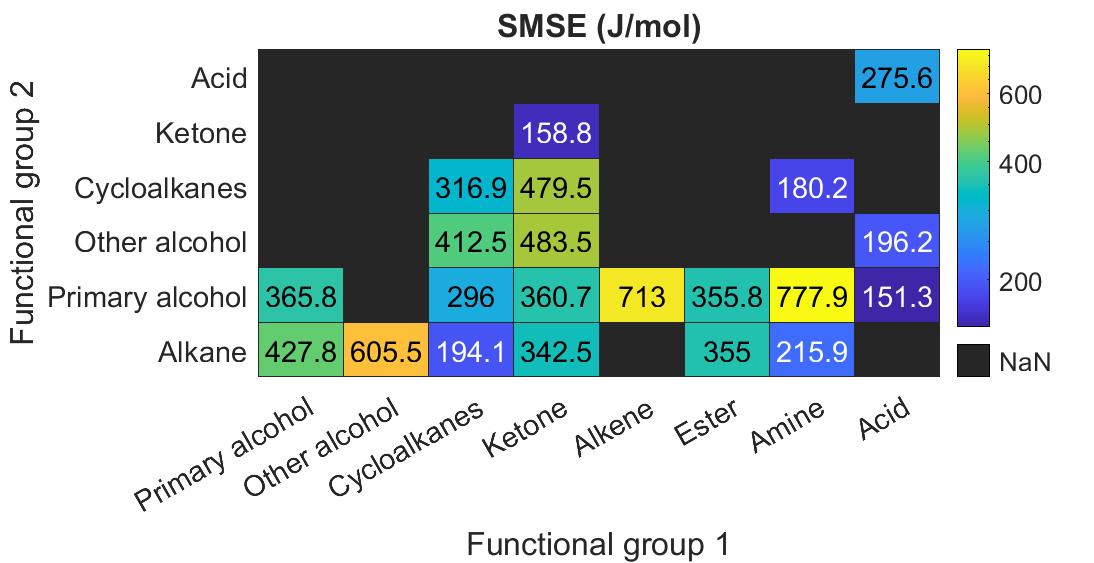 SMSE (J/mol)
Functional group 2
Acid 275.6
Ketone 158.8
Cycloalkanes 316.9 479.5 180.2
Other alcohol 412.5 483.5 196.2
Primary alcohol 365.8 296 360.7 713 355.8 777.9 151.3
Alkane 427.8 605.5 194.1 342.5 355 215.9
600
400
200
NaN
Primary alcohol
Other alcohol
Cycloalkanes
Ketone
Alkene
Ester
Amine
Acid
Functional group 1